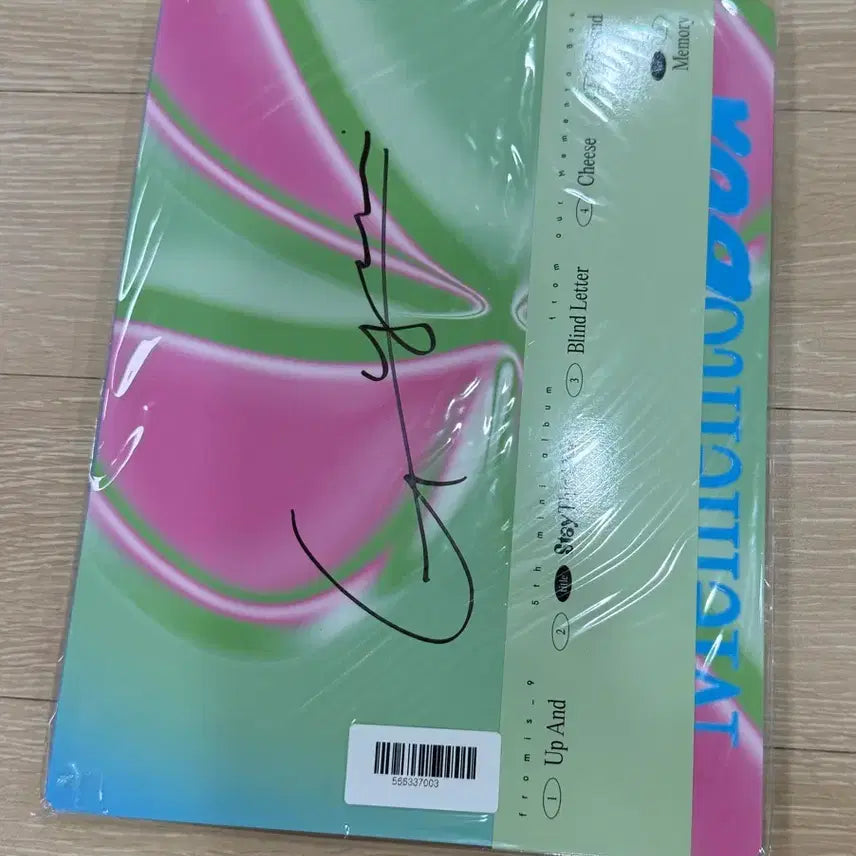 fromis_9 5th mini album from our Memento Box
1 Up And
2 Title Stay This Way
3 Blind Letter
4 Cheese
Memory
Memento Box
555337003